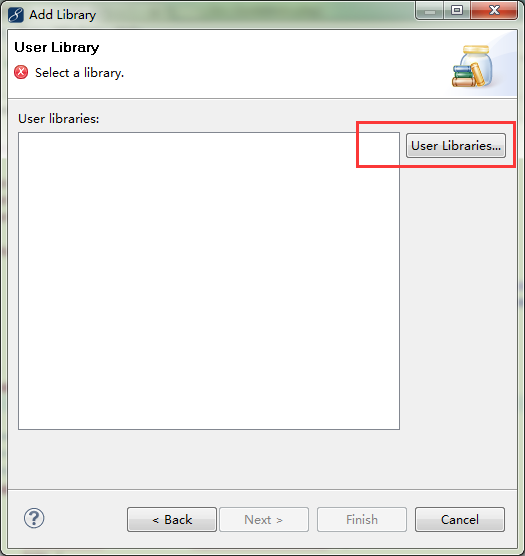 Add Library
User Library
Select a library.
User libraries:
User Libraries...
?
< Back
Next >
Finish
Cancel